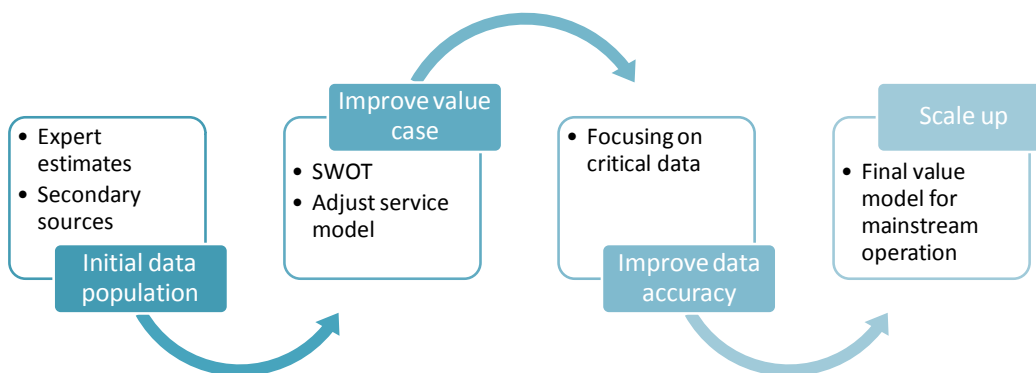 • Expert
estimates
• Secondary
sources
Initial data
population
Improve value
case
• SWOT
• Adjust service
model
• Focusing on
critical data
Improve data
accuracy
Scale up
• Final value
model for
mainstream
operation